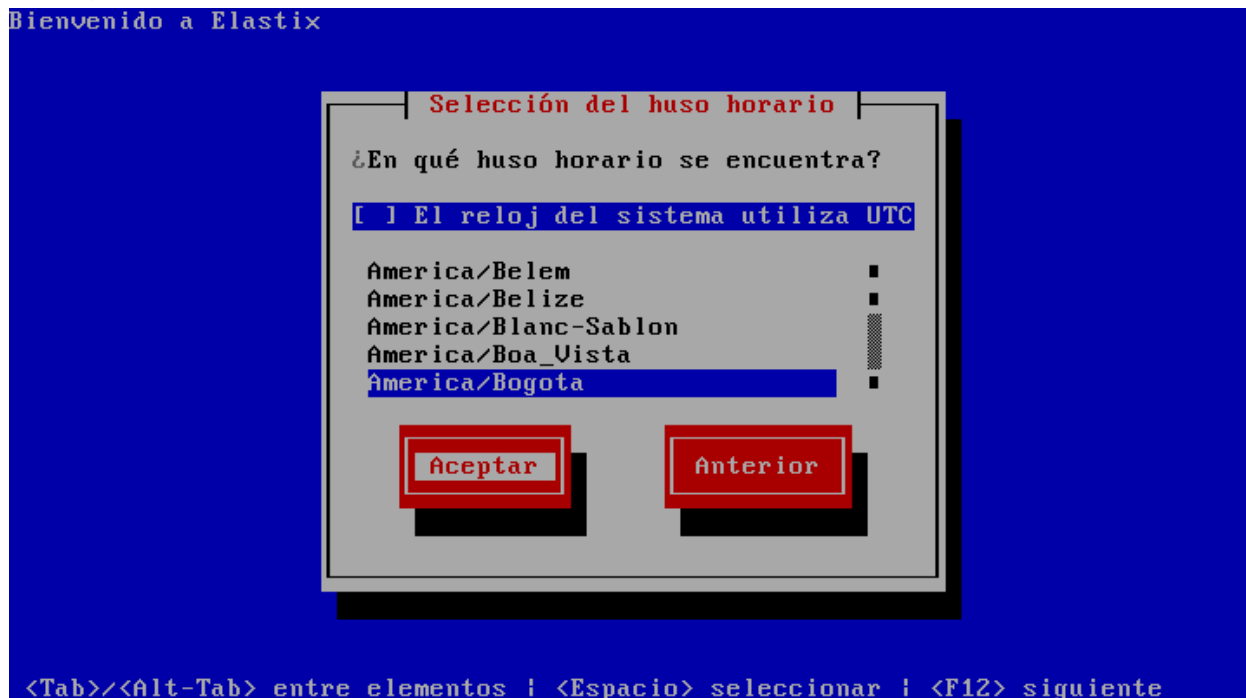 Bienvenido a Elastix
Selección del huso horario
¿En qué huso horario se encuentra?
[ ] El reloj del sistema utiliza UTC
America/Belem
America/Belize
America/Blanc-Sablon
America/Boa_Vista
America/Bogota
Aceptar Anterior
<Tab>/<Alt-Tab> entre elementos ¦ <Espacio> seleccionar ¦ <F12> siguiente